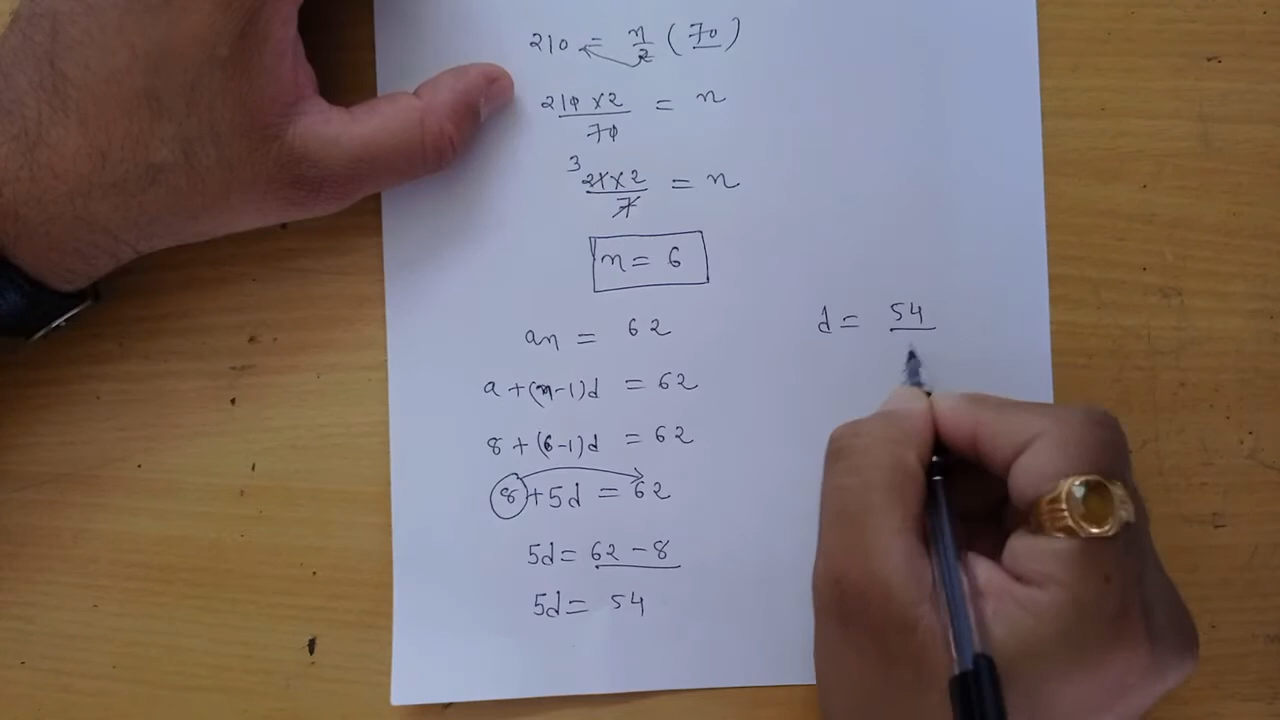 210 = n/2 (70)
210 × 2 / 70 = n
3
21 × 2 / 7 = n
n = 6
an = 62
a + (n-1)d = 62
8 + (6-1)d = 62
8 + 5d = 62
5d = 62 - 8
5d = 54
d = 54